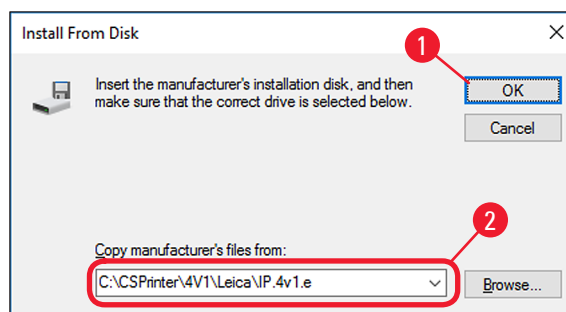 Install From Disk
1
Insert the manufacturer's installation disk, and then
make sure that the correct drive is selected below.
OK
Cancel
2
Copy manufacturer's files from:
C:\CSPrinter\4V1\Leica\IP.4v1.e
Browse...